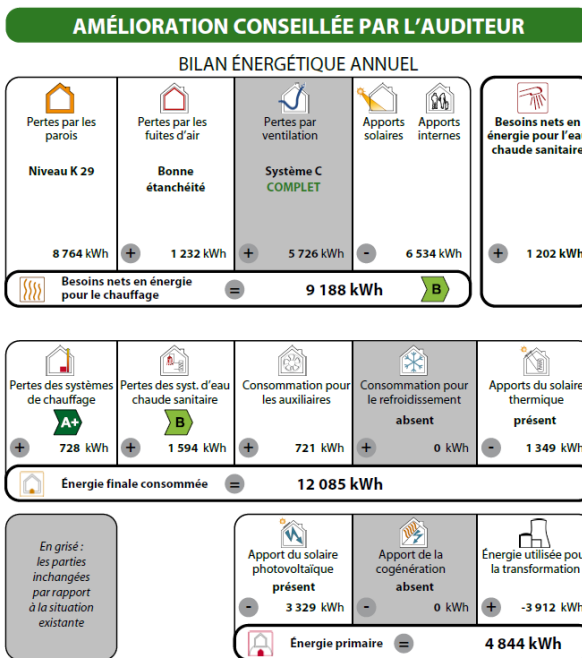 AMÉLIORATION CONSEILLÉE PAR L'AUDITEUR
BILAN ÉNERGÉTIQUE ANNUEL
Pertes par les
parois
Niveau K 29
8 764 kWh
Pertes par les
fuites d'air
Bonne
étanchéité
+ 1 232 kWh
Pertes par
ventilation
Système C
COMPLET
+ 5 726 kWh
Apports
solaires
Apports
internes
- 6 534 kWh
Besoins nets en
énergie pour l'eau
chaude sanitaire
+ 1 202 kWh
Besoins nets en énergie
pour le chauffage
= 9 188 kWh B
Pertes des systèmes
de chauffage
A+
+ 728 kWh
Pertes des syst. d'eau
chaude sanitaire
B
+ 1 594 kWh
Consommation pour
les auxiliaires
+ 721 kWh
Consommation pour
le refroidissement
absent
+ 0 kWh
Apports du solaire
thermique
présent
- 1 349 kWh
Énergie finale consommée = 12 085 kWh
En grisé :
les parties
inchangées
par rapport
à la situation
existante
Apport du solaire
photovoltaïque
présent
- 3 329 kWh
Apport de la
cogénération
absent
- 0 kWh
Énergie utilisée pour
la transformation
+ -3 912 kWh
Énergie primaire = 4 844 kWh